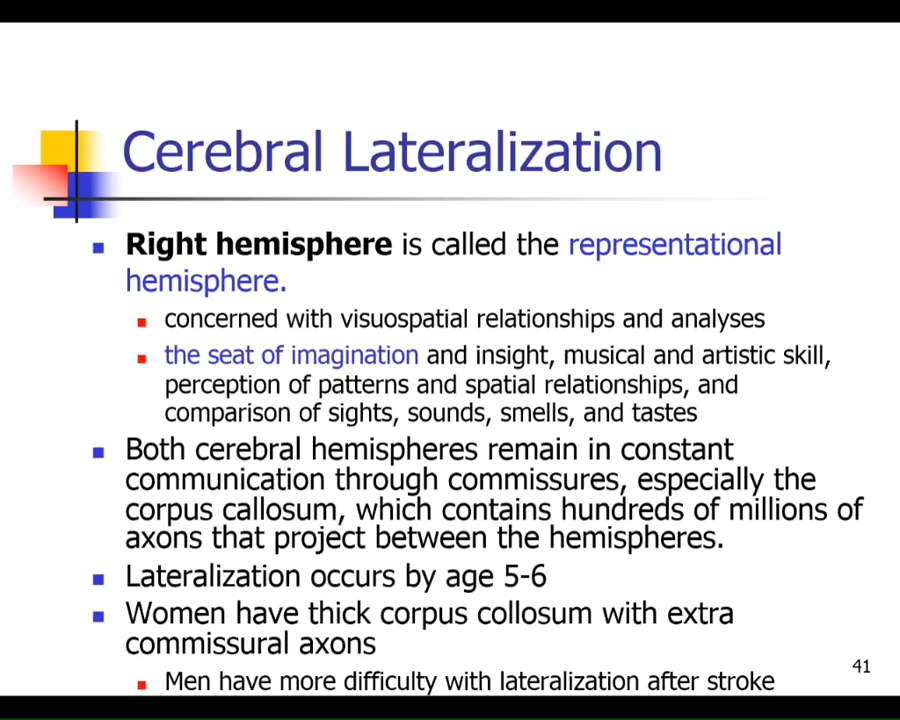 Cerebral Lateralization
Right hemisphere is called the representational
hemisphere.
concerned with visuospatial relationships and analyses
the seat of imagination and insight, musical and artistic skill,
perception of patterns and spatial relationships, and
comparison of sights, sounds, smells, and tastes
Both cerebral hemispheres remain in constant
communication through commissures, especially the
corpus callosum, which contains hundreds of millions of
axons that project between the hemispheres.
Lateralization occurs by age 5-6
Women have thick corpus collosum with extra
commissural axons
Men have more difficulty with lateralization after stroke
41